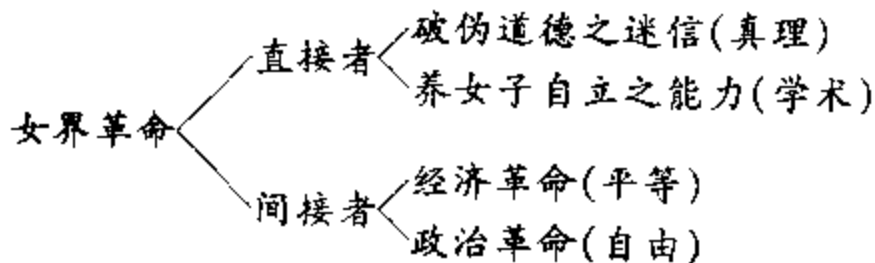 破伪道德之迷信(真理)
直接者
养女子自立之能力(学术)
女界革命
经济革命(平等)
间接者
政治革命(自由)